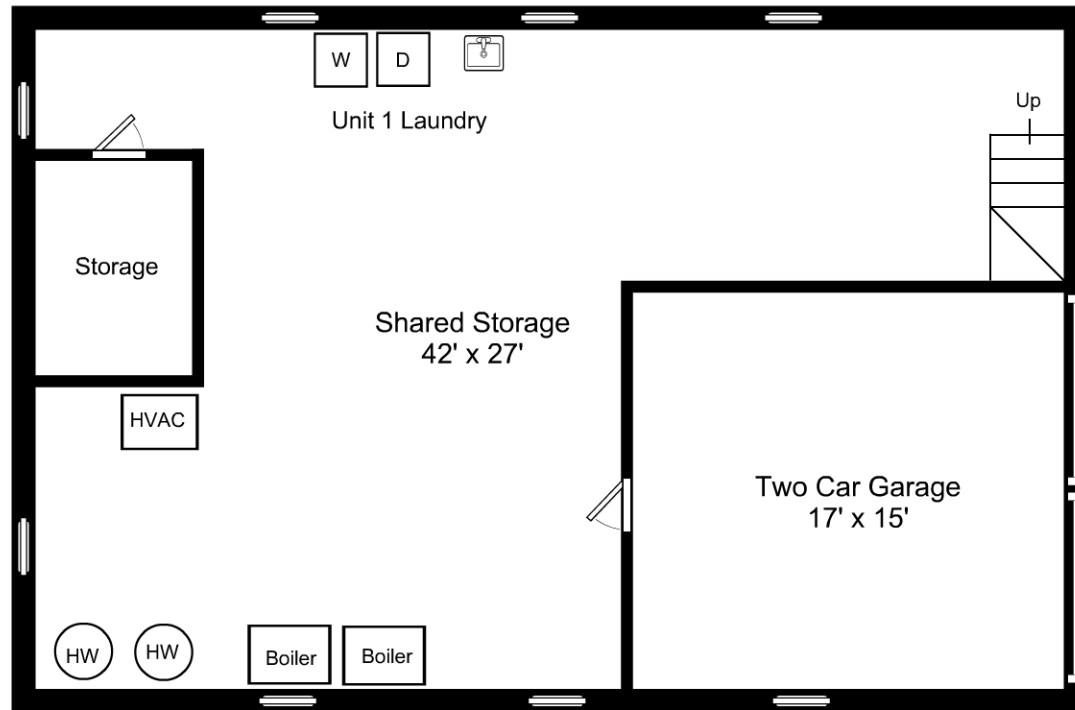 W
D
Unit 1 Laundry
Up
Storage
Shared Storage
42' x 27'
HVAC
Two Car Garage
17' x 15'
HW
HW
Boiler
Boiler